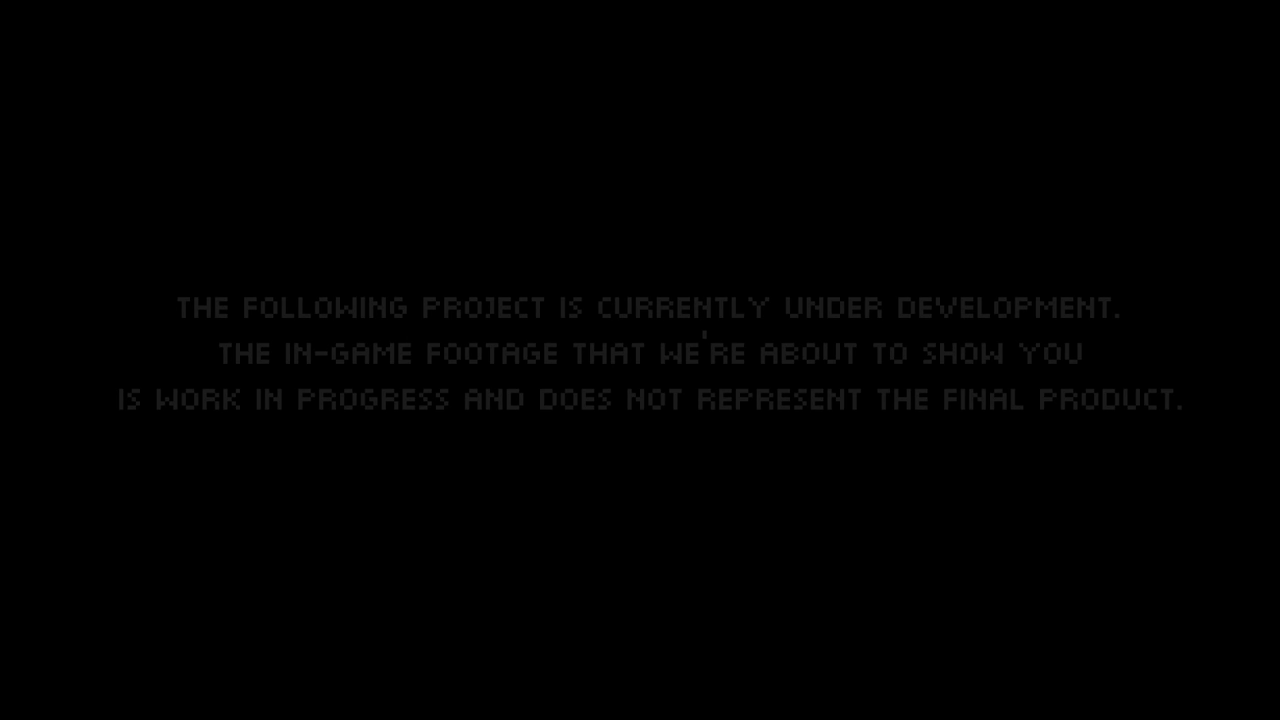 THE FOLLOWING PROJECT IS CURRENTLY UNDER DEVELOPMENT.
THE IN-GAME FOOTAGE THAT WE'RE ABOUT TO SHOW YOU
IS WORK IN PROGRESS AND DOES NOT REPRESENT THE FINAL PRODUCT.